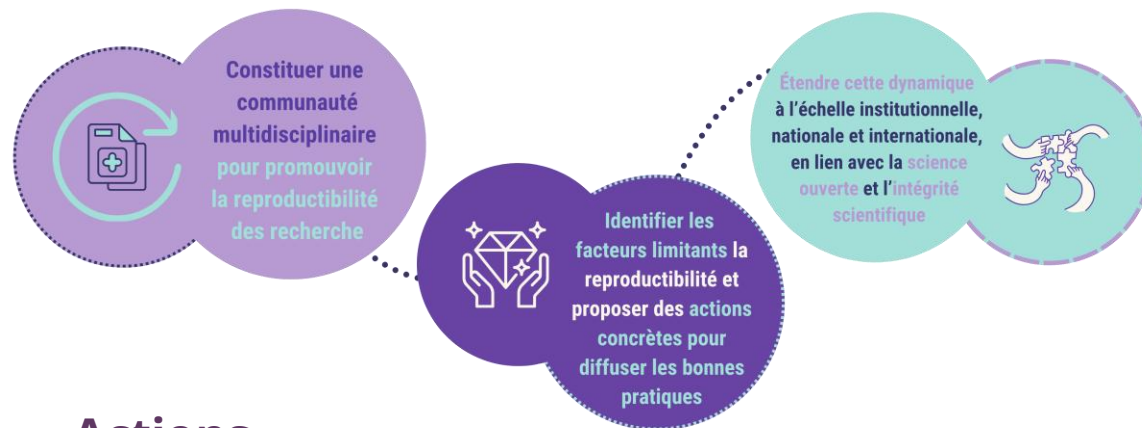 Constituer une
communauté
multidisciplinaire
pour promouvoir
la reproductibilité
des recherche
Identifier les
facteurs limitants la
reproductibilité et
proposer des actions
concrètes pour
diffuser les bonnes
pratiques
Étendre cette dynamique
à l’échelle institutionnelle,
nationale et internationale,
en lien avec la science
ouverte et l’intégrité
scientifique
Actions